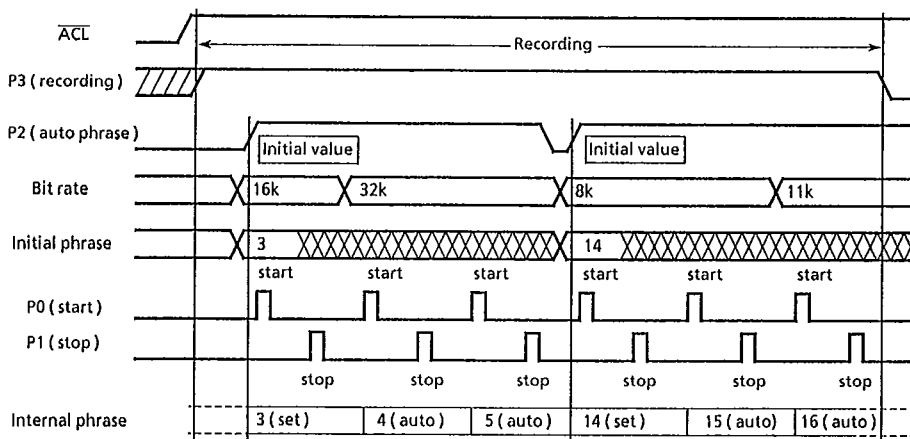 ACL
Recording
P3 ( recording )
P2 ( auto phrase )
Initial value
Initial value
Bit rate
16k
32k
8k
11k
Initial phrase
3
14
start
start
start
start
start
start
P0 ( start )
P1 ( stop )
stop
stop
stop
stop
stop
stop
Internal phrase
3 ( set )
4 ( auto )
5 ( auto )
14 ( set )
15 ( auto )
16 ( auto )